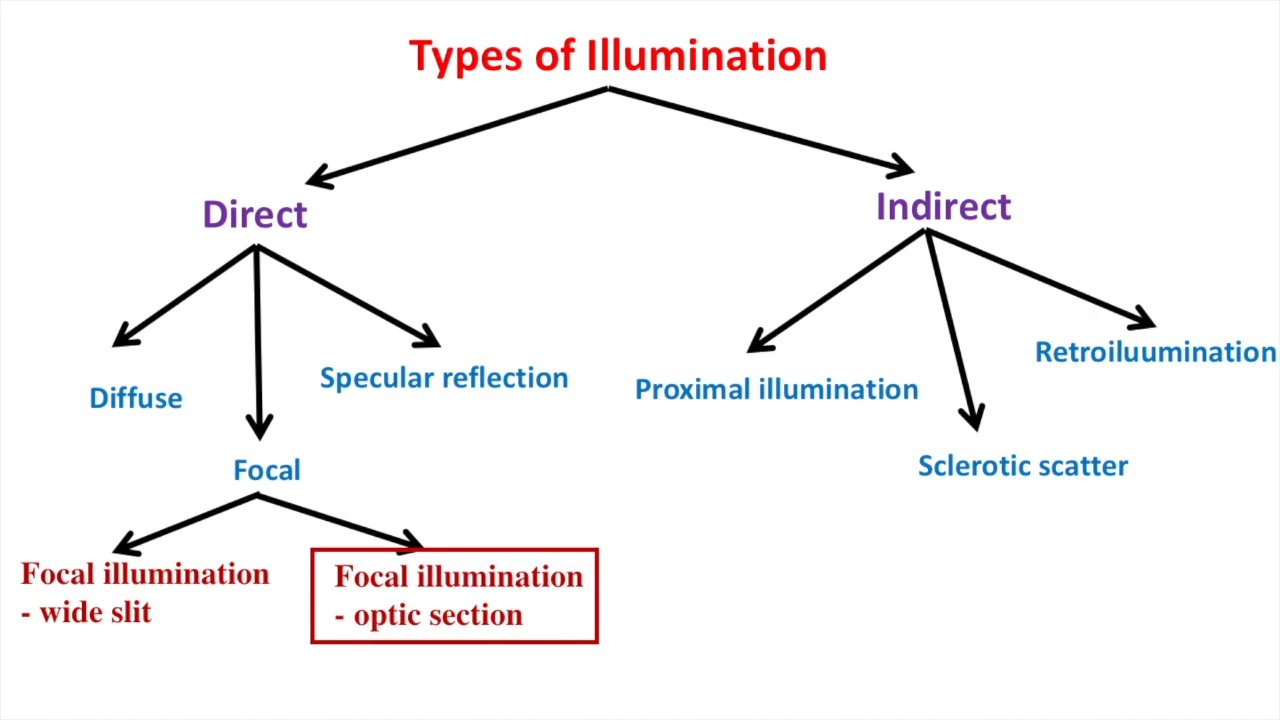 Types of Illumination
Direct
Indirect
Diffuse
Specular reflection
Proximal illumination
Retroiluumination
Focal
Sclerotic scatter
Focal illumination
- wide slit
Focal illumination
- optic section